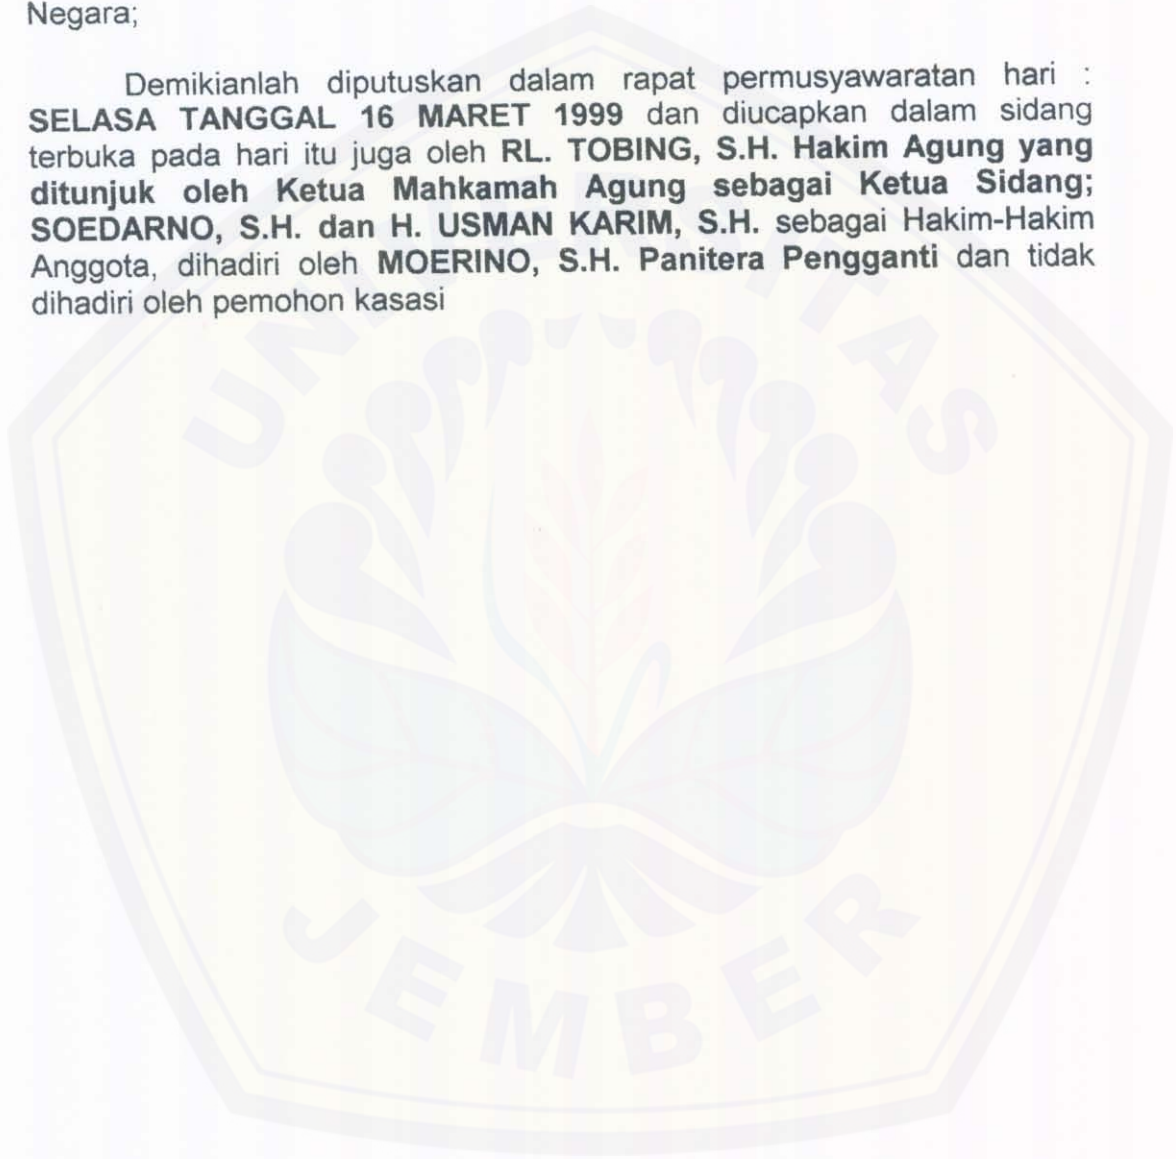 Negara;
Demikianlah diputuskan dalam rapat permusyawaratan hari :
SELASA TANGGAL 16 MARET 1999 dan diucapkan dalam sidang
terbuka pada hari itu juga oleh RL. TOBING, S.H. Hakim Agung yang
ditunjuk oleh Ketua Mahkamah Agung sebagai Ketua Sidang;
SOEDARNO, S.H. dan H. USMAN KARIM, S.H. sebagai Hakim-Hakim
Anggota, dihadiri oleh MOERINO, S.H. Panitera Pengganti dan tidak
dihadiri oleh pemohon kasasi
UNIVERSITAS
JEMBER